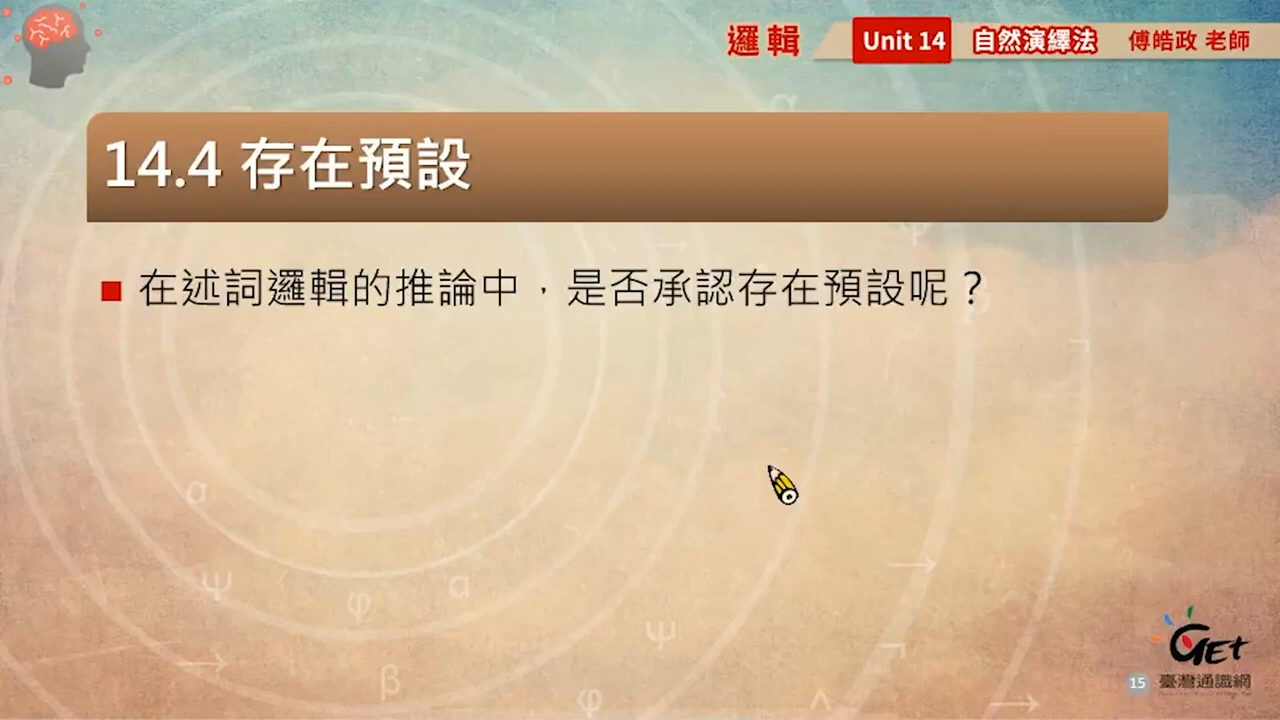 邏輯 Unit 14 自然演繹法 傅皓政 老師
14.4 存在預設
在述詞邏輯的推論中，是否承認存在預設呢？
GEt
15 臺灣通識網